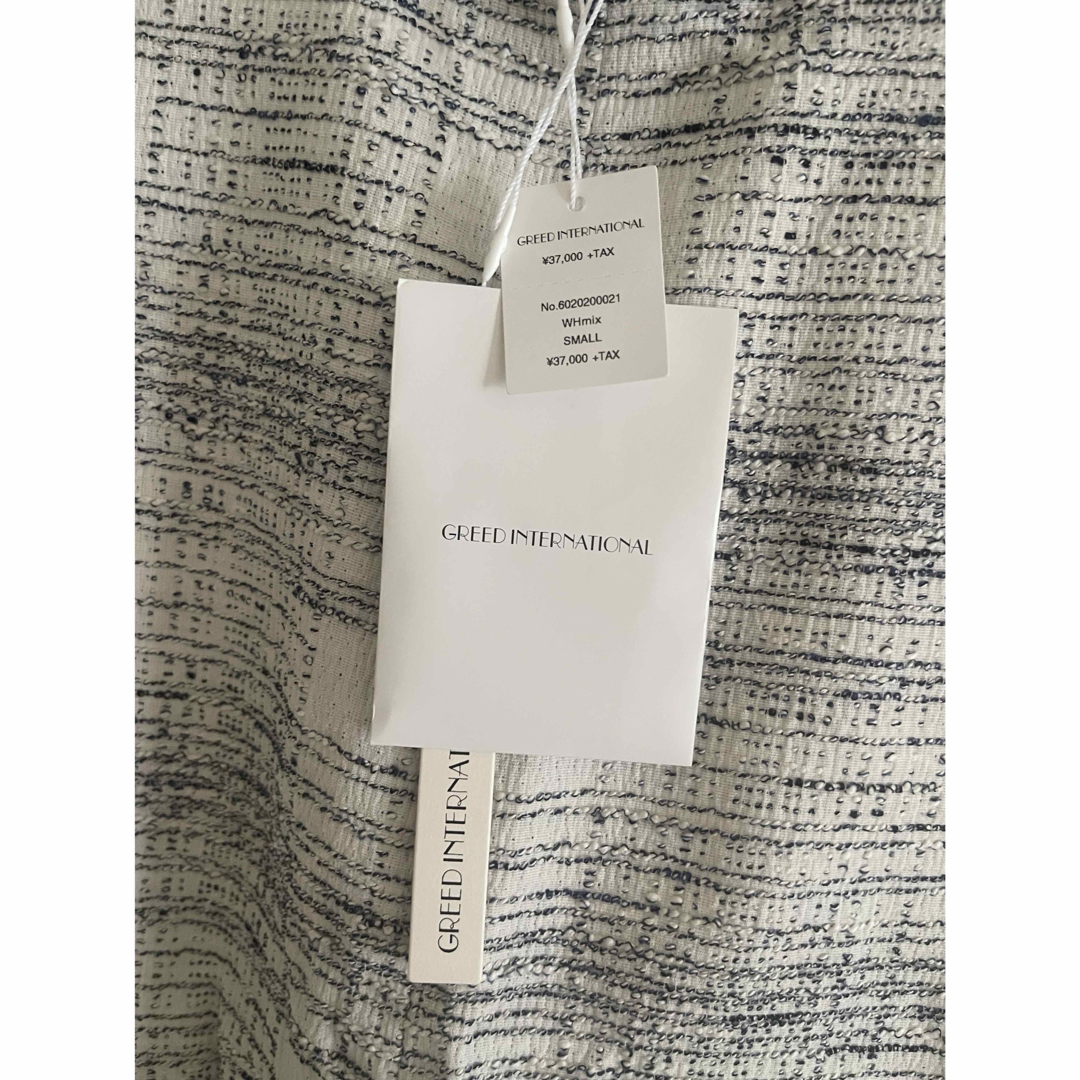 GREED INTERNATIONAL
¥37,000 +TAX
No.6020200021
WHmix
SMALL
¥37,000 +TAX
GREED INTERNATIONAL
GREED INTERNAT